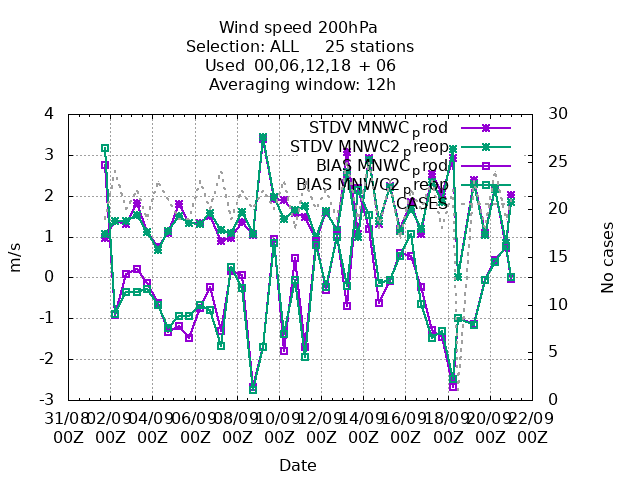 Wind speed 200hPa
Selection: ALL 25 stations
Used 00,06,12,18 + 06
Averaging window: 12h
STDV MNWC_prod
STDV MNWC2_preop
BIAS MNWC_prod
BIAS MNWC2_preop
CASES
4
3
2
1
0
-1
-2
-3
m/s
30
25
20
15
10
5
0
No cases
31/08 02/09 04/09 06/09 08/09 10/09 12/09 14/09 16/09 18/09 20/09 22/09
00Z 00Z 00Z 00Z 00Z 00Z 00Z 00Z 00Z 00Z 00Z 00Z
Date